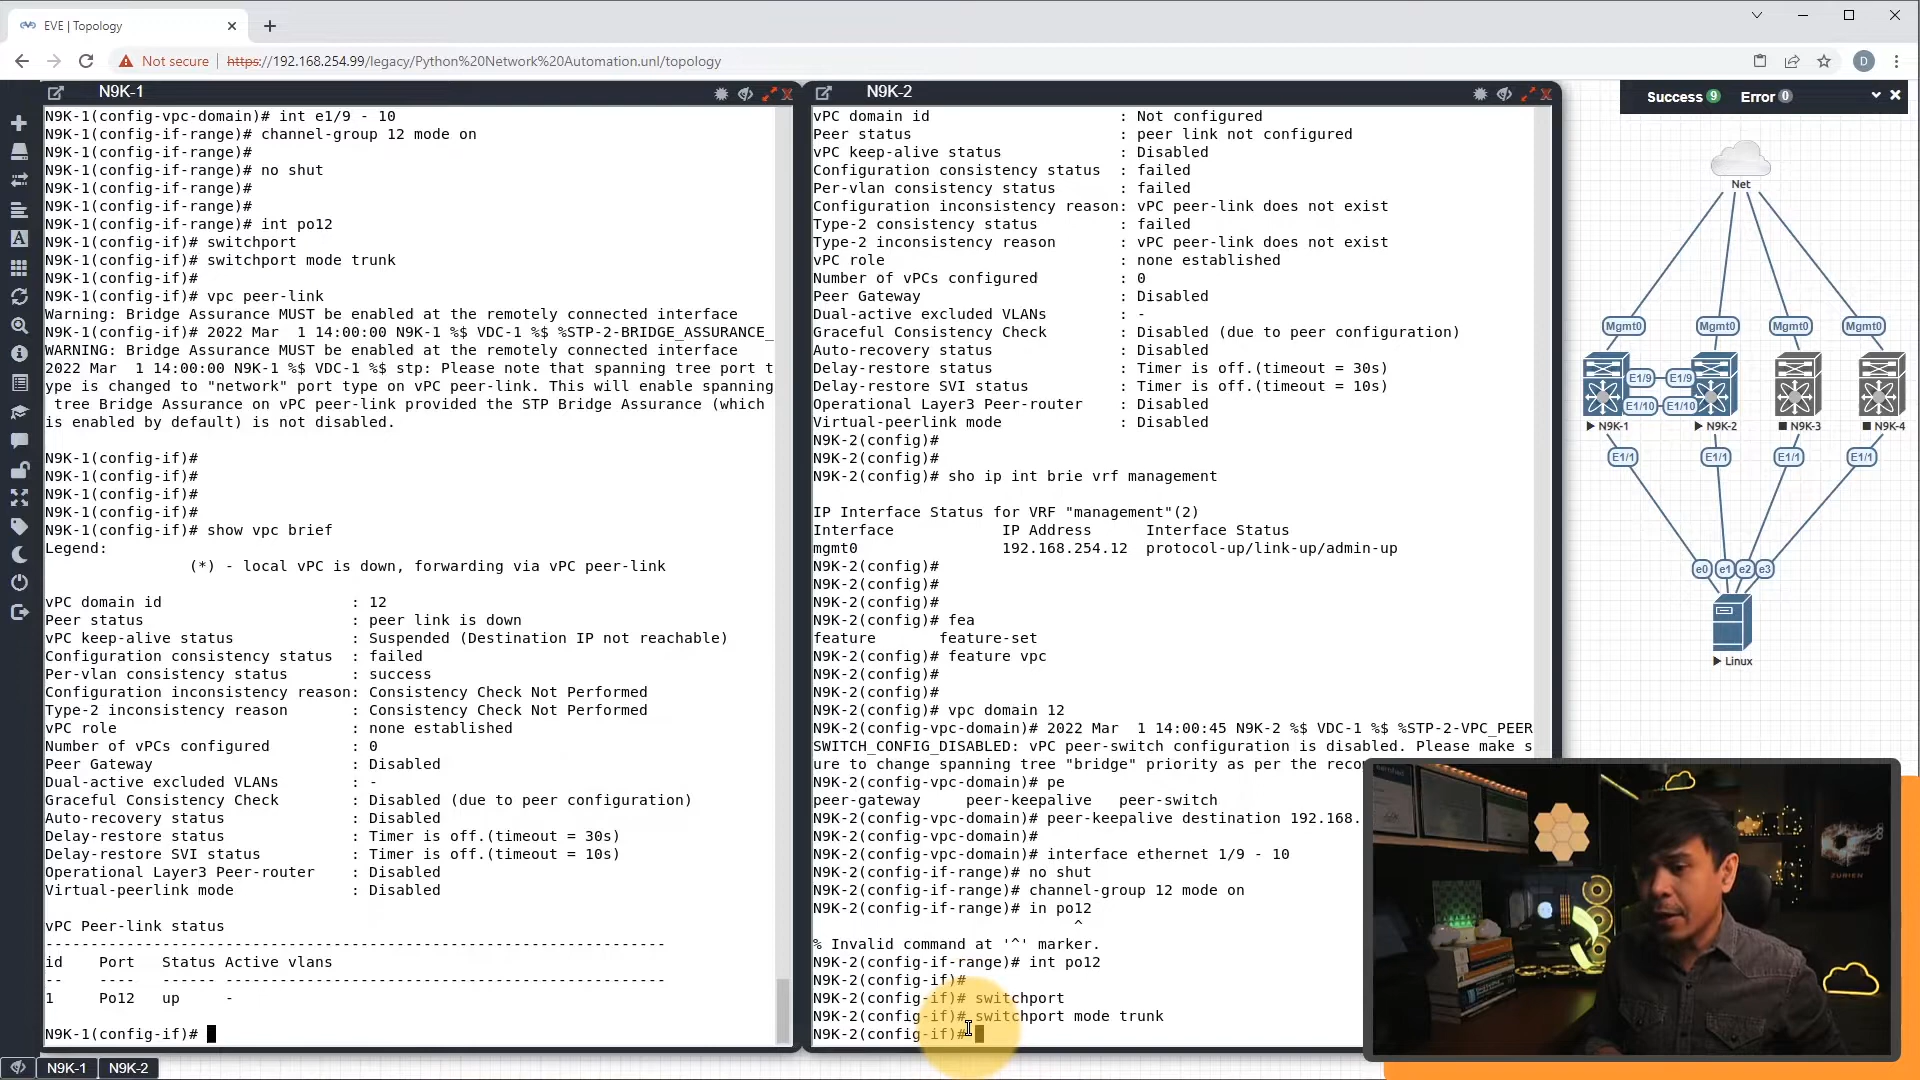 EVE | Topology
Not secure
https://192.168.254.99/legacy/Python%20Network%20Automation.unl/topology
D
N9K-1
N9K-1(config-vpc-domain)# int e1/9 - 10
N9K-1(config-if-range)# channel-group 12 mode on
N9K-1(config-if-range)#
N9K-1(config-if-range)# no shut
N9K-1(config-if-range)#
N9K-1(config-if-range)#
N9K-1(config-if-range)# int po12
N9K-1(config-if)# switchport
N9K-1(config-if)# switchport mode trunk
N9K-1(config-if)#
N9K-1(config-if)# vpc peer-link
Warning: Bridge Assurance MUST be enabled at the remotely connected interface
N9K-1(config-if)# 2022 Mar  1 14:00:00 N9K-1 %$ VDC-1 %$ %STP-2-BRIDGE_ASSURANCE_
WARNING: Bridge Assurance MUST be enabled at the remotely connected interface
2022 Mar  1 14:00:00 N9K-1 %$ VDC-1 %$ stp: Please note that spanning tree port t
ype is changed to "network" port type on vPC peer-link. This will enable spanning
 tree Bridge Assurance on vPC peer-link provided the STP Bridge Assurance (which
is enabled by default) is not disabled.
N9K-1(config-if)#
N9K-1(config-if)#
N9K-1(config-if)#
N9K-1(config-if)#
N9K-1(config-if)# show vpc brief
Legend:
(*) - local vPC is down, forwarding via vPC peer-link
vPC domain id                     : 12
Peer status                       : peer link is down
vPC keep-alive status             : Suspended (Destination IP not reachable)
Configuration consistency status  : failed
Per-vlan consistency status       : success
Configuration inconsistency reason: Consistency Check Not Performed
Type-2 inconsistency reason       : Consistency Check Not Performed
vPC role                          : none established
Number of vPCs configured         : 0
Peer Gateway                      : Disabled
Dual-active excluded VLANs        : -
Graceful Consistency Check        : Disabled (due to peer configuration)
Auto-recovery status              : Disabled
Delay-restore status              : Timer is off.(timeout = 30s)
Delay-restore SVI status          : Timer is off.(timeout = 10s)
Operational Layer3 Peer-router    : Disabled
Virtual-peerlink mode             : Disabled
vPC Peer-link status
---------------------------------------------------------------------
id    Port   Status Active vlans
--    ----   ------ -------------------------------------------------
1     Po12   up     -
N9K-1(config-if)#
N9K-2
vPC domain id                     : Not configured
Peer status                       : peer link not configured
vPC keep-alive status             : Disabled
Configuration consistency status  : failed
Per-vlan consistency status       : failed
Configuration inconsistency reason: vPC peer-link does not exist
Type-2 consistency status         : failed
Type-2 inconsistency reason       : vPC peer-link does not exist
vPC role                          : none established
Number of vPCs configured         : 0
Peer Gateway                      : Disabled
Dual-active excluded VLANs        : -
Graceful Consistency Check        : Disabled (due to peer configuration)
Auto-recovery status              : Disabled
Delay-restore status              : Timer is off.(timeout = 30s)
Delay-restore SVI status          : Timer is off.(timeout = 10s)
Operational Layer3 Peer-router    : Disabled
Virtual-peerlink mode             : Disabled
N9K-2(config)#
N9K-2(config)#
N9K-2(config)# sho ip int brie vrf management
IP Interface Status for VRF "management"(2)
Interface            IP Address      Interface Status
mgmt0                192.168.254.12  protocol-up/link-up/admin-up
N9K-2(config)#
N9K-2(config)#
N9K-2(config)#
N9K-2(config)# fea
feature       feature-set
N9K-2(config)# feature vpc
N9K-2(config)#
N9K-2(config)#
N9K-2(config)# vpc domain 12
N9K-2(config-vpc-domain)# 2022 Mar  1 14:00:45 N9K-2 %$ VDC-1 %$ %STP-2-VPC_PEER
SWITCH_CONFIG_DISABLED: vPC peer-switch configuration is disabled. Please make s
ure to change spanning tree "bridge" priority as per the
N9K-2(config-vpc-domain)# pe
peer-gateway     peer-keepalive   peer-switch
N9K-2(config-vpc-domain)# peer-keepalive destination 192.168.
N9K-2(config-vpc-domain)#
N9K-2(config-vpc-domain)# interface ethernet 1/9 - 10
N9K-2(config-if-range)# no shut
N9K-2(config-if-range)# channel-group 12 mode on
N9K-2(config-if-range)# in po12
^
% Invalid command at '^' marker.
N9K-2(config-if-range)# int po12
N9K-2(config-if)#
N9K-2(config-if)# switchport
N9K-2(config-if)# switchport mode trunk
N9K-2(config-if)#
Success 9 Error 0
Net
Mgmt0 Mgmt0 Mgmt0 Mgmt0
E1/9 E1/9
E1/10 E1/10
N9K-1 N9K-2 N9K-3 N9K-4
E1/1 E1/1 E1/1 E1/1
e0 e1 e2 e3
Linux
ZURIEN
N9K-1 N9K-2